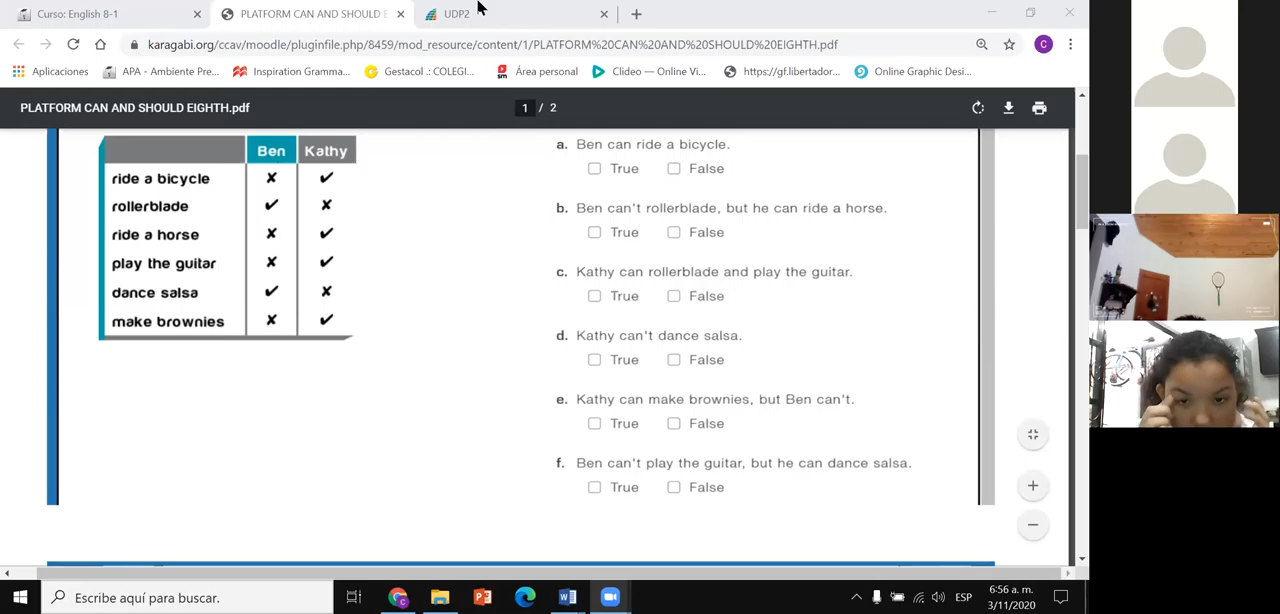 Curso: English 8-1
PLATFORM CAN AND SHOULD E
UDP2
karagabi.org/ccav/moodle/pluginfile.php/8459/mod_resource/content/1/PLATFORM%20CAN%20AND%20SHOULD%20EIGHTH.pdf
C
Aplicaciones
APA - Ambiente Pre...
Inspiration Gramma...
Gestacol .: COLEGI...
Área personal
Clideo — Online Vi...
https://gf.libertador...
Online Graphic Desi...
PLATFORM CAN AND SHOULD EIGHTH.pdf
1 / 2
Ben Kathy
ride a bicycle ✘ ✔
rollerblade ✔ ✘
ride a horse ✘ ✔
play the guitar ✘ ✔
dance salsa ✔ ✘
make brownies ✘ ✔
a. Ben can ride a bicycle.
True False
b. Ben can't rollerblade, but he can ride a horse.
True False
c. Kathy can rollerblade and play the guitar.
True False
d. Kathy can't dance salsa.
True False
e. Kathy can make brownies, but Ben can't.
True False
f. Ben can't play the guitar, but he can dance salsa.
True False
Escribe aquí para buscar.
ESP
6:56 a. m.
3/11/2020